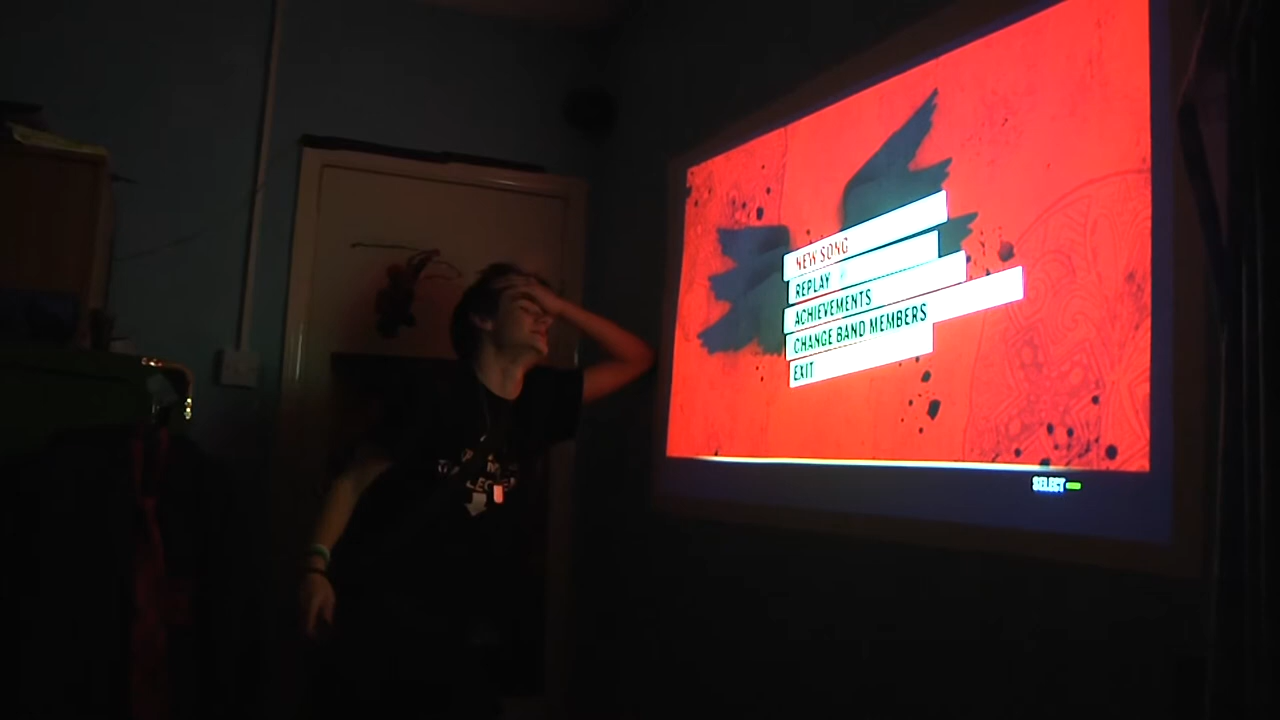 NEW SONG
REPLAY
ACHIEVEMENTS
CHANGE BAND MEMBERS
EXIT
SELECT